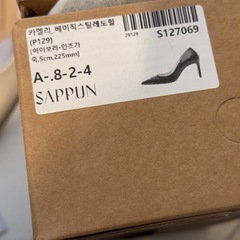 카멜리_베이직스틸레토힐
(P129)
[아이보리-인조가
죽,5cm,225mm]
A-.8-2-4
SAPPUN
S127069